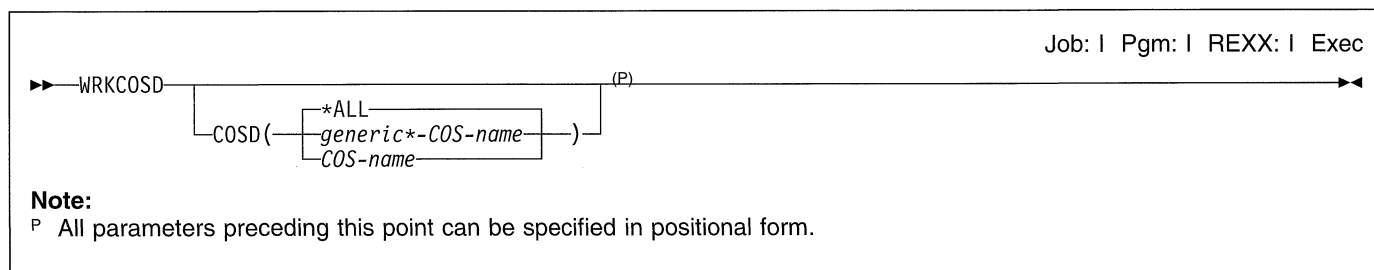 Job: I Pgm: I REXX: I Exec
WRKCOSD (P)
*ALL
COSD( generic*-COS-name )
COS-name
Note:
P All parameters preceding this point can be specified in positional form.